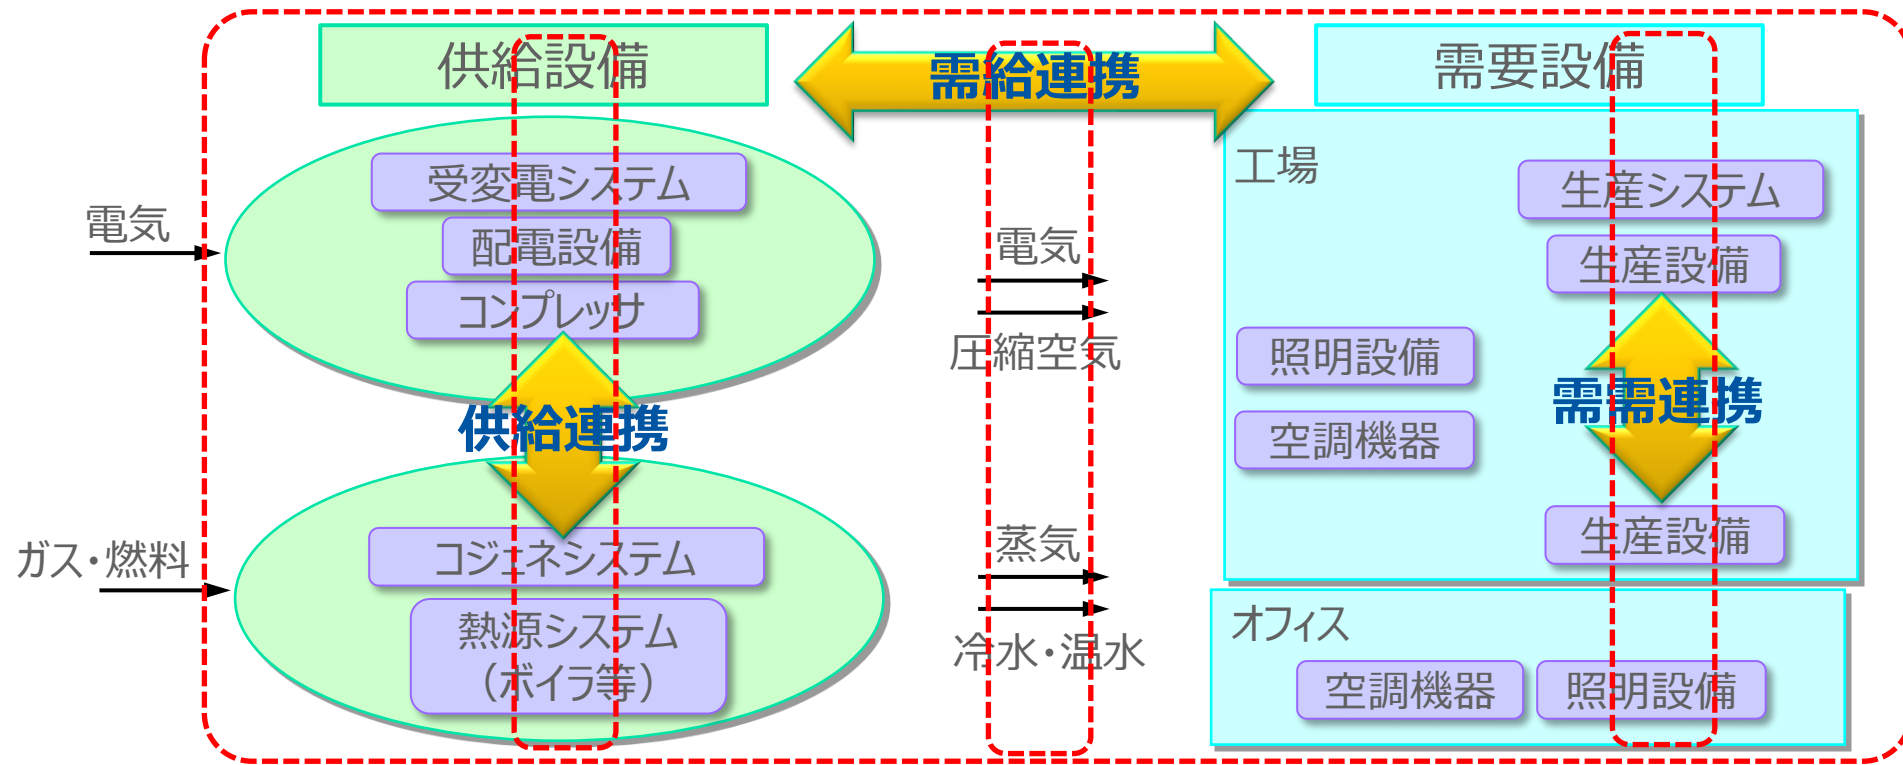 供給設備
需給連携
需要設備
電気
受変電システム
配電設備
コンプレッサ
供給連携
ガス・燃料
コジェネシステム
熱源システム
（ボイラ等）
電気
圧縮空気
蒸気
冷水・温水
工場
生産システム
生産設備
照明設備
空調機器
需需連携
生産設備
オフィス
空調機器
照明設備